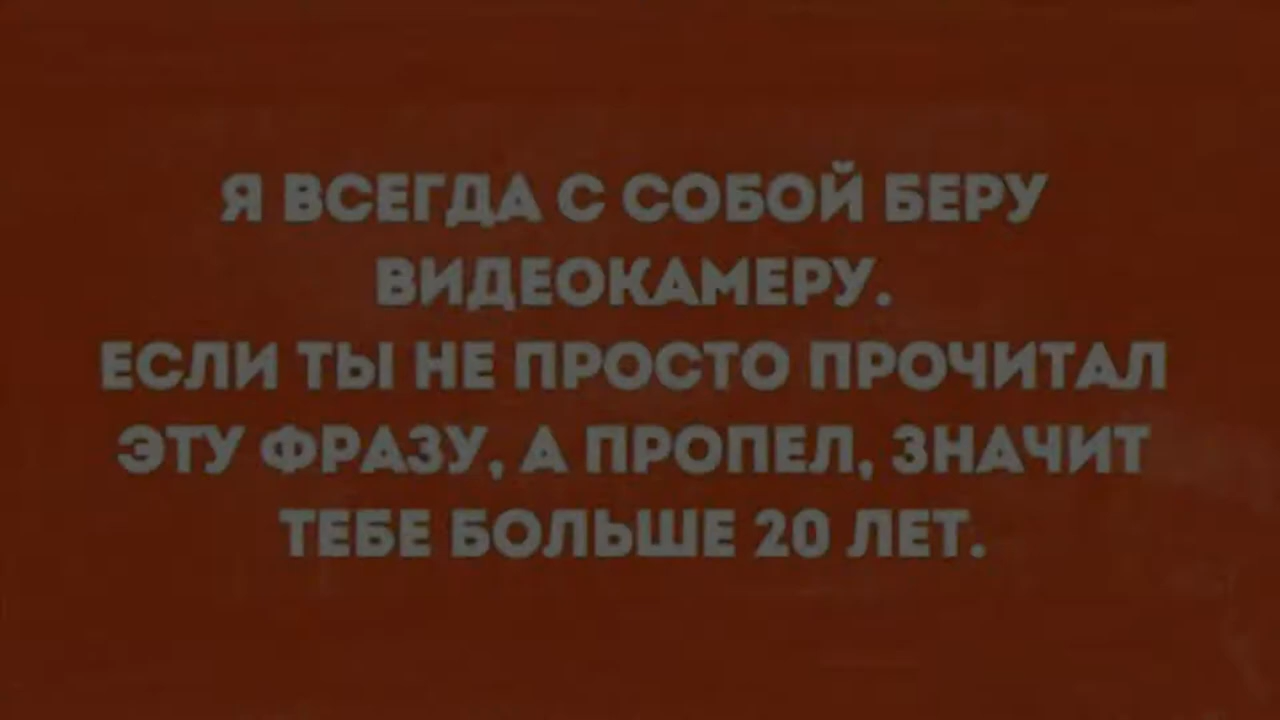 Я ВСЕГДА С СОБОЙ БЕРУ
ВИДЕОКАМЕРУ.
ЕСЛИ ТЫ НЕ ПРОСТО ПРОЧИТАЛ
ЭТУ ФРАЗУ, А ПРОПЕЛ, ЗНАЧИТ
ТЕБЕ БОЛЬШЕ 20 ЛЕТ.